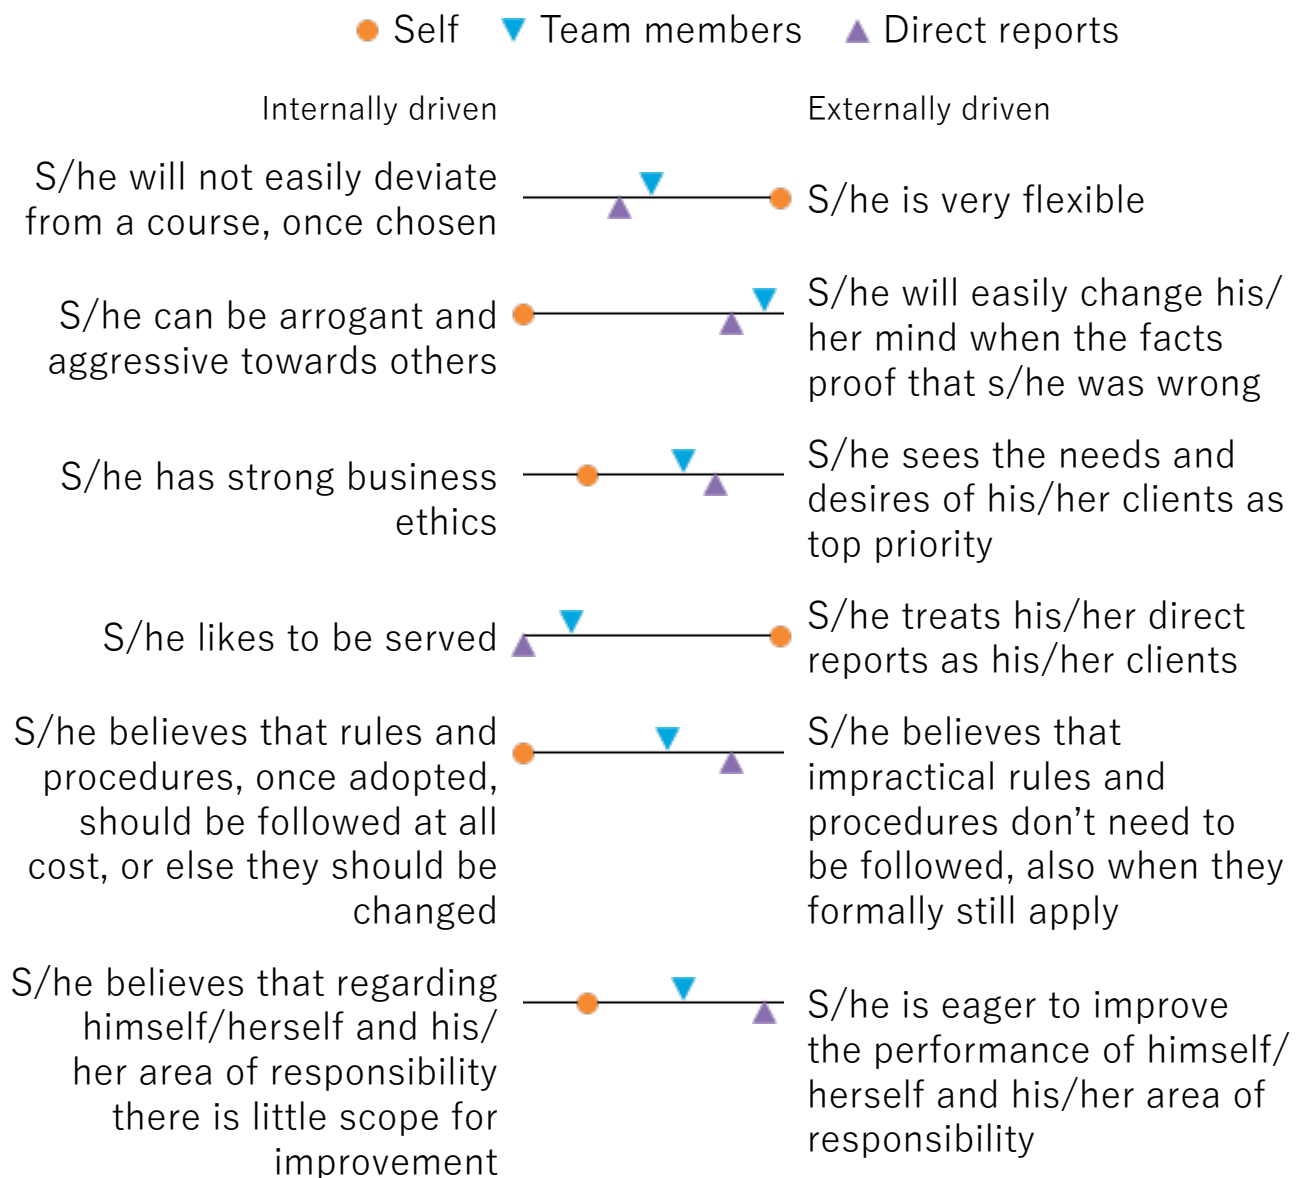 Self Team members Direct reports
Internally driven
Externally driven
S/he will not easily deviate
from a course, once chosen
S/he is very flexible
S/he can be arrogant and
aggressive towards others
S/he will easily change his/
her mind when the facts
proof that s/he was wrong
S/he has strong business
ethics
S/he sees the needs and
desires of his/her clients as
top priority
S/he likes to be served
S/he treats his/her direct
reports as his/her clients
S/he believes that rules and
procedures, once adopted,
should be followed at all
cost, or else they should be
changed
S/he believes that
impractical rules and
procedures don’t need to
be followed, also when they
formally still apply
S/he believes that regarding
himself/herself and his/
her area of responsibility
there is little scope for
improvement
S/he is eager to improve
the performance of himself/
herself and his/her area of
responsibility